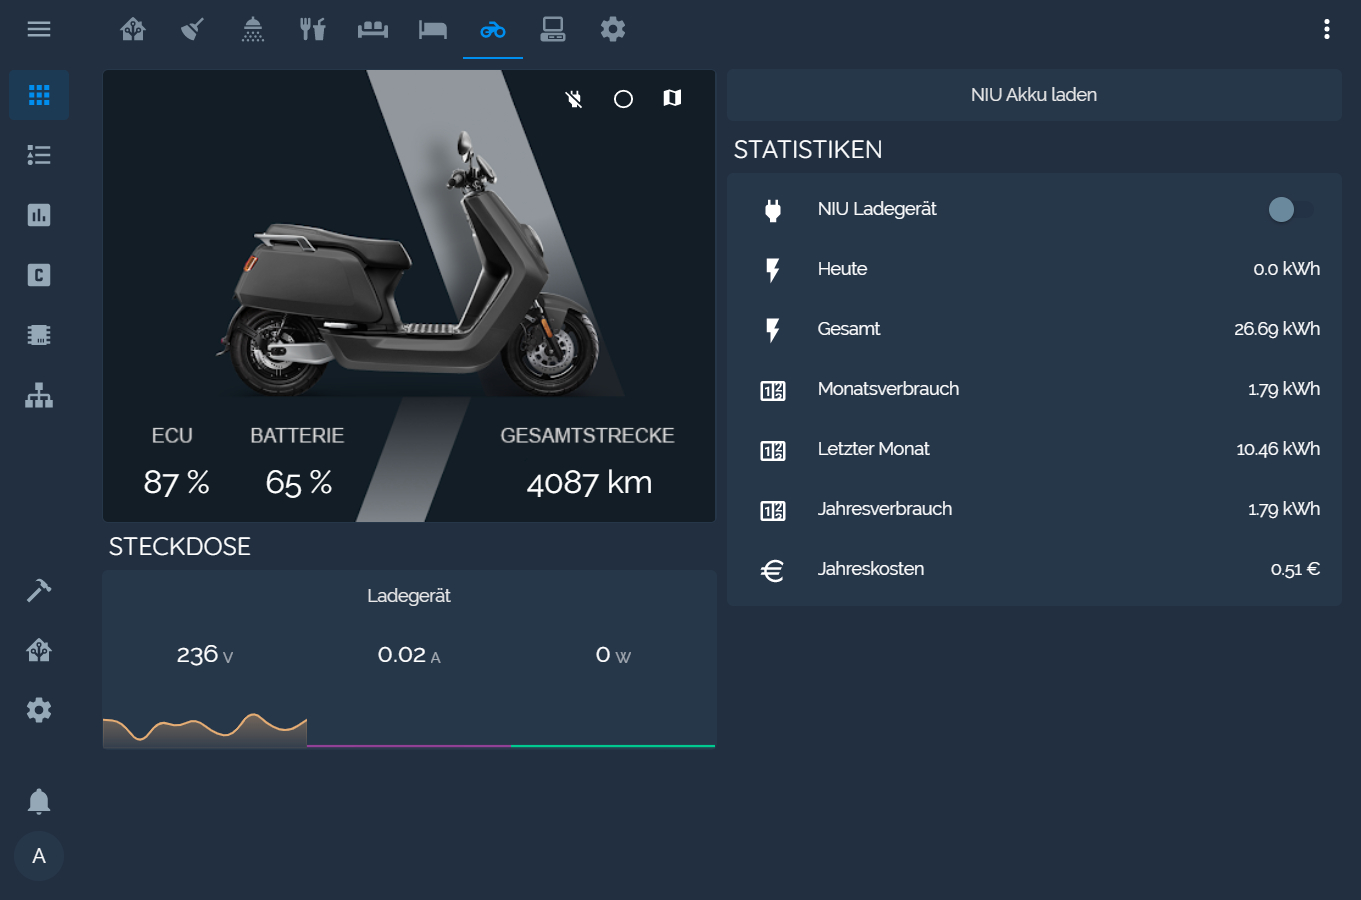 NIU Akku laden
ECU
BATTERIE
GESAMTSTRECKE
87 %
65 %
4087 km
STECKDOSE
Ladegerät
236 V
0.02 A
0 W
STATISTIKEN
NIU Ladegerät
Heute 0.0 kWh
Gesamt 26.69 kWh
Monatsverbrauch 1.79 kWh
Letzter Monat 10.46 kWh
Jahresverbrauch 1.79 kWh
Jahreskosten 0.51 €
C
A